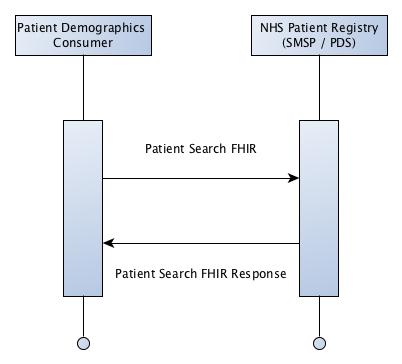 Patient Demographics
Consumer
NHS Patient Registry
(SMSP / PDS)
Patient Search FHIR
Patient Search FHIR Response